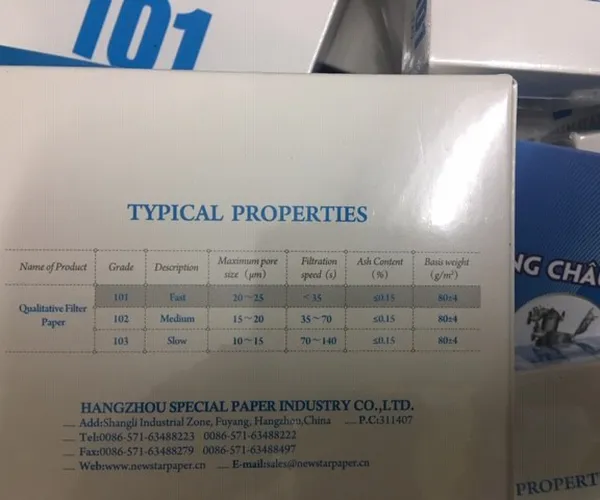 101
TYPICAL PROPERTIES
Name of Product Grade Description Maximum pore size (μm) Filtration speed (s) Ash Content (%) Basis weight (g/m²)
Qualitative Filter Paper
101 Fast 20~25 <35 ≤0.15 80±4
102 Medium 15~20 35~70 ≤0.15 80±4
103 Slow 10~15 70~140 ≤0.15 80±4
HANGZHOU SPECIAL PAPER INDUSTRY CO.,LTD.
Add:Shangli Industrial Zone, Fuyang, Hangzhou,China P.C:311407
Tel:0086-571-63488223 0086-571-63488222
Fax:0086-571-63488279 0086-571-63488497
Web:www.newstarpaper.cn E-mail:sales@newstarpaper.cn
NG CHÂ
PROPERT